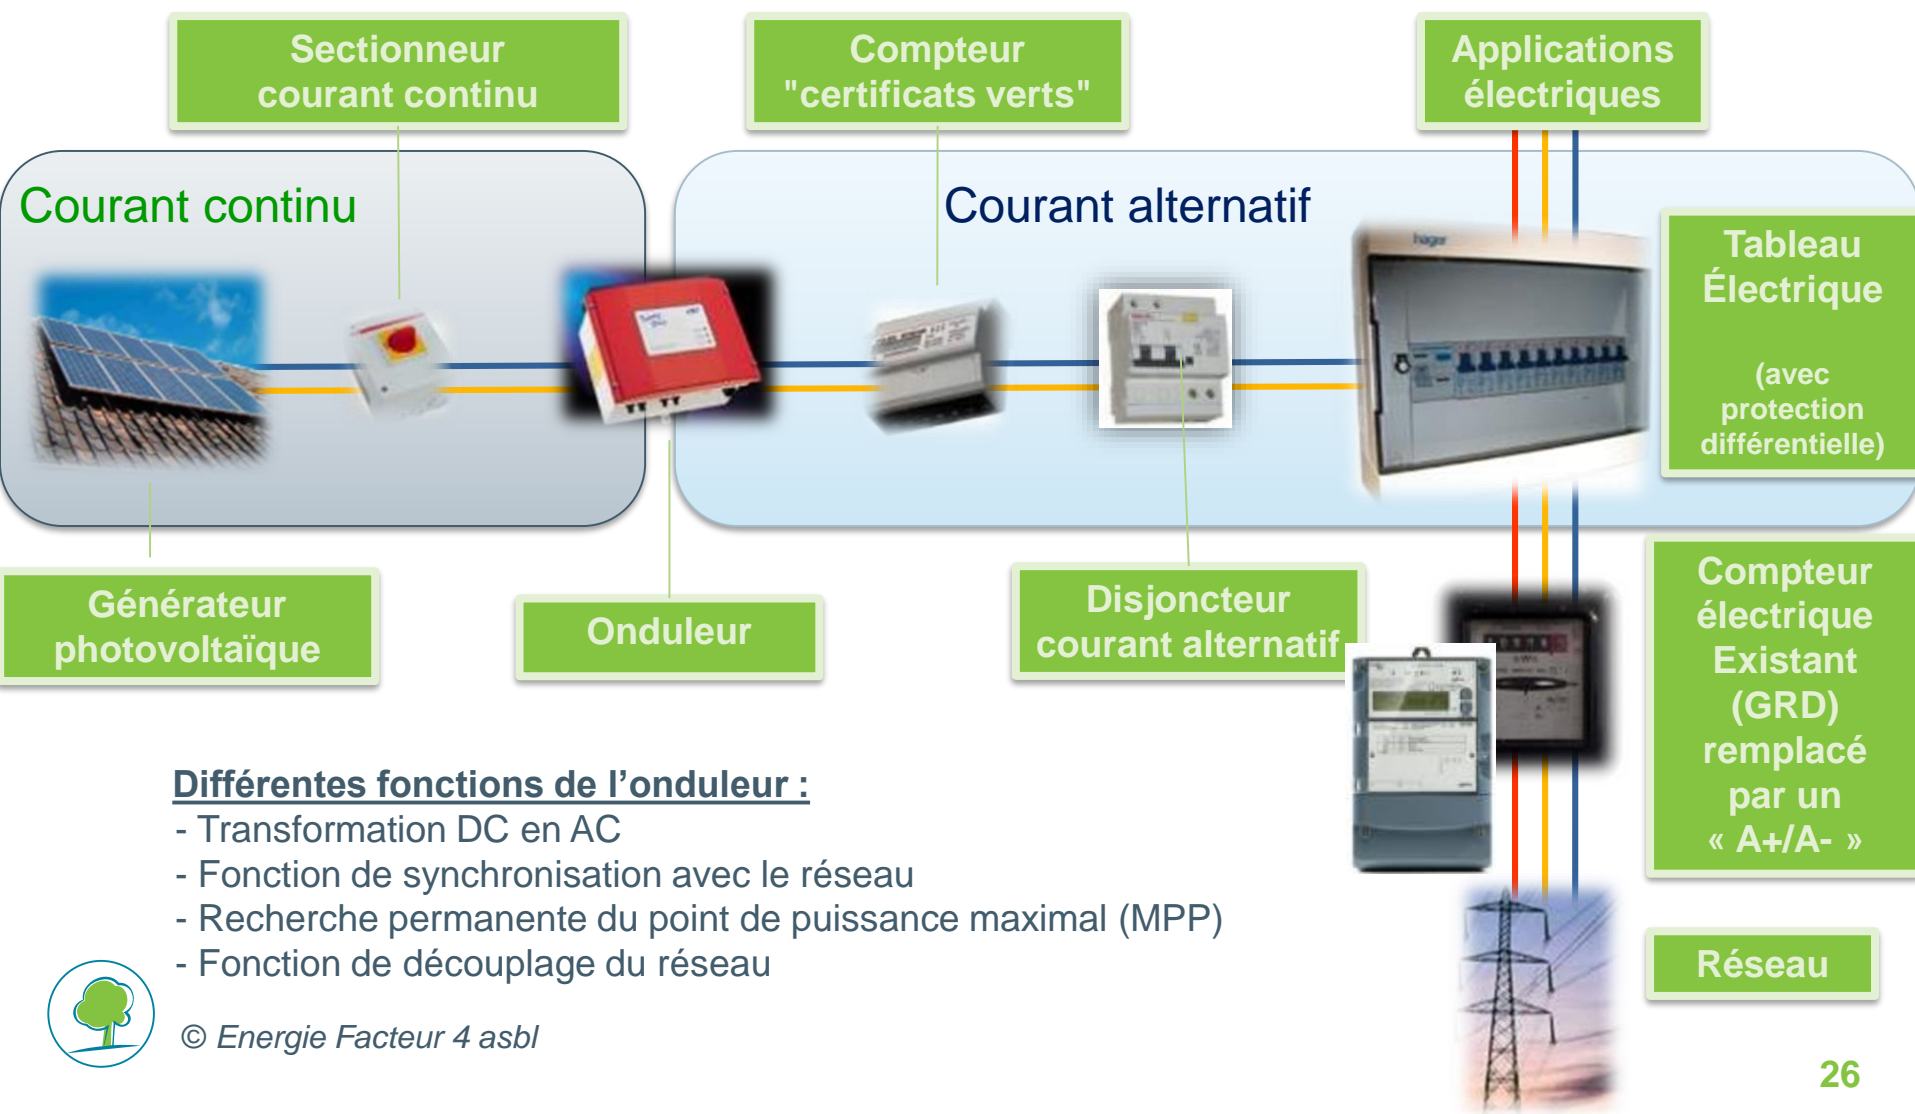 Sectionneur
courant continu
Compteur
"certificats verts"
Applications
électriques
Courant continu
Courant alternatif
hager
Tableau
Électrique
(avec
protection
différentielle)
Générateur
photovoltaïque
Onduleur
Disjoncteur
courant alternatif
Compteur
électrique
Existant
(GRD)
remplacé
par un
« A+/A- »
Différentes fonctions de l’onduleur :
- Transformation DC en AC
- Fonction de synchronisation avec le réseau
- Recherche permanente du point de puissance maximal (MPP)
- Fonction de découplage du réseau
Réseau
© Energie Facteur 4 asbl
26